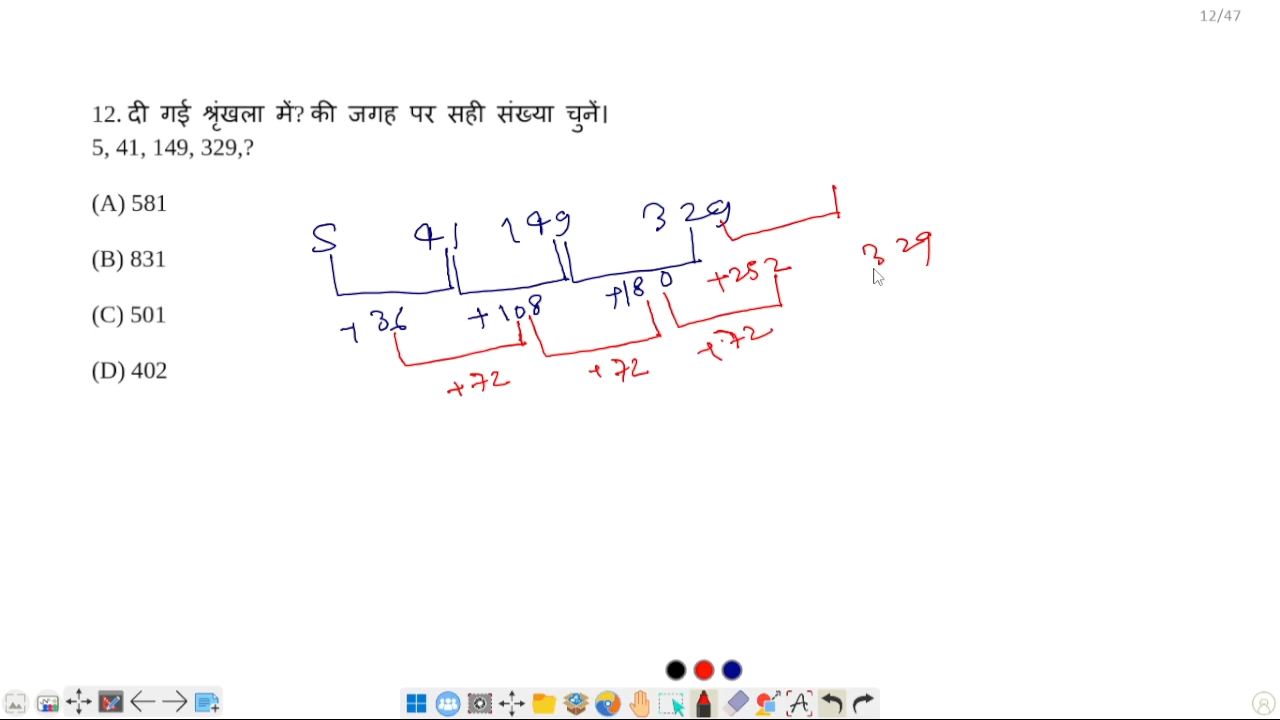 12/47
12. दी गई श्रृंखला में? की जगह पर सही संख्या चुनें।
5, 41, 149, 329,?
(A) 581
(B) 831
(C) 501
(D) 402
5 41 149 329
+36 +108 +180 +252 329
+72 +72 +72